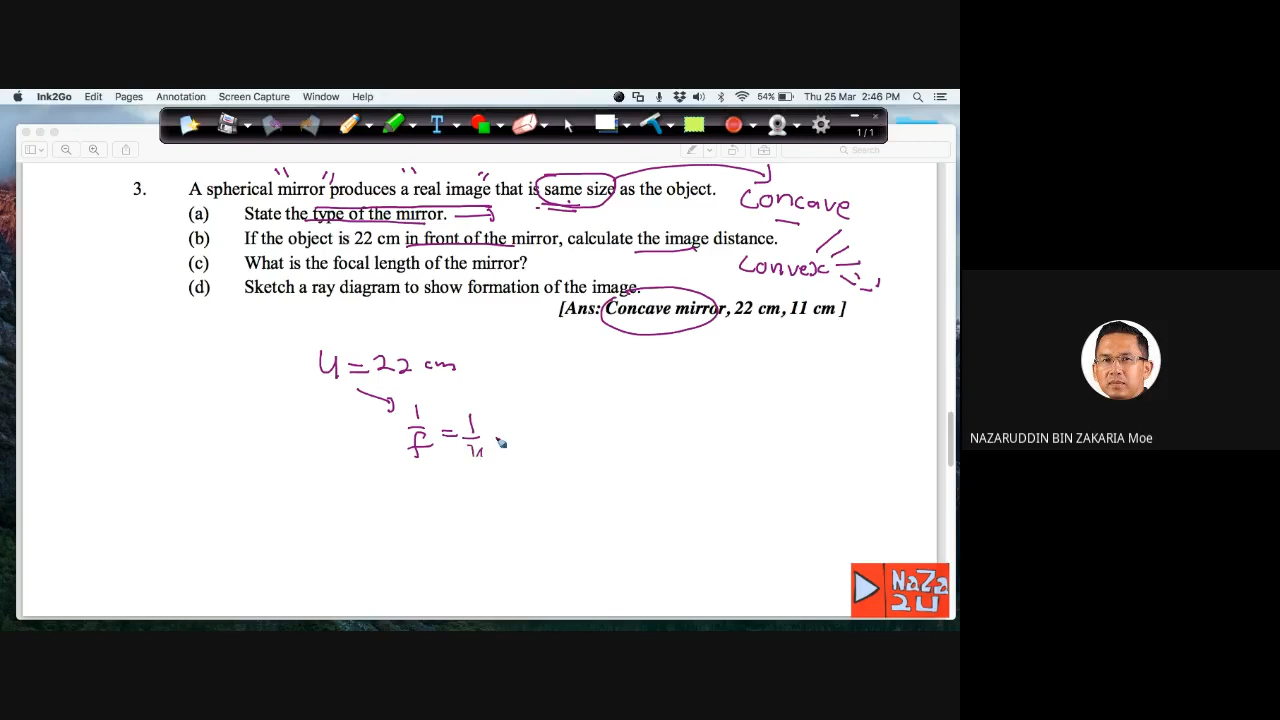 Ink2Go Edit Pages Annotation Screen Capture Window Help 54% Thu 25 Mar 2:46 PM
1/1
Search
3. A spherical mirror produces a real image that is same size as the object.
concave
(a) State the type of the mirror.
(b) If the object is 22 cm in front of the mirror, calculate the image distance.
(c) What is the focal length of the mirror?
convex
(d) Sketch a ray diagram to show formation of the image.
[Ans: Concave mirror, 22 cm, 11 cm ]
u = 22 cm
1/f = 1/u
NAZARUDDIN BIN ZAKARIA Moe
NaZa
2U